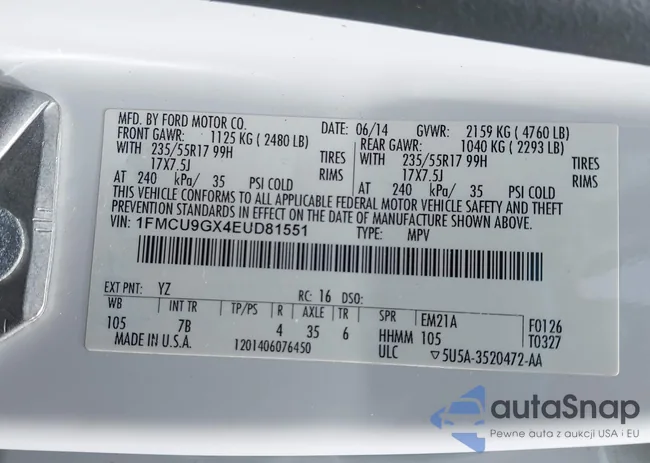 MFD. BY FORD MOTOR CO. DATE: 06/14 GVWR: 2159 KG ( 4760 LB)
FRONT GAWR: 1125 KG ( 2480 LB) REAR GAWR: 1040 KG ( 2293 LB)
WITH 235/55R17 99H TIRES WITH 235/55R17 99H TIRES
17X7.5J RIMS 17X7.5J RIMS
AT 240 kPa/ 35 PSI COLD AT 240 kPa/ 35 PSI COLD
THIS VEHICLE CONFORMS TO ALL APPLICABLE FEDERAL MOTOR VEHICLE SAFETY AND THEFT
PREVENTION STANDARDS IN EFFECT ON THE DATE OF MANUFACTURE SHOWN ABOVE.
VIN: 1FMCU9GX4EUD81551 TYPE: MPV
EXT PNT: YZ RC: 16 DSO:
WB INT TR TP/PS R AXLE TR SPR EM21A F0126
105 7B 4 35 6 HHMM 105 T0327
MADE IN U.S.A. 1201406076450 ULC ▽5U5A-3520472-AA
autaSnap
Pewne auta z aukcji USA i EU